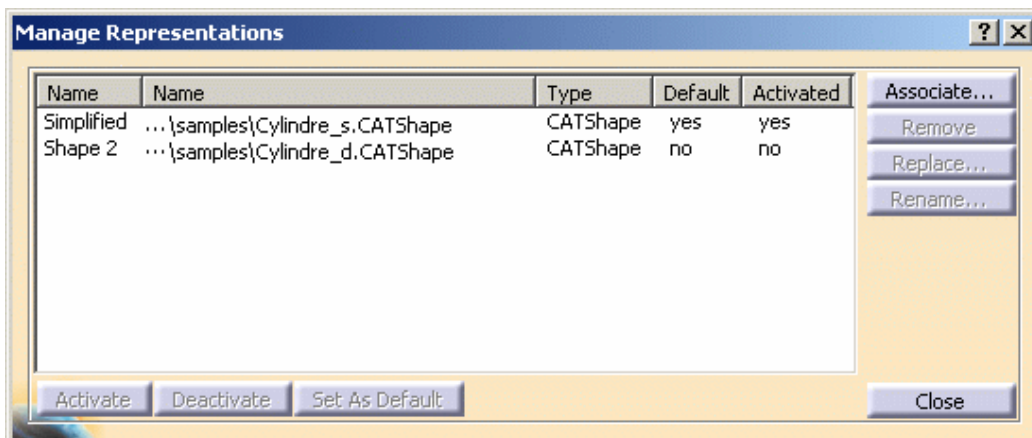 Manage Representations
Name Name Type Default Activated
Simplified ...\samples\Cylindre_s.CATShape CATShape yes yes
Shape 2 ...\samples\Cylindre_d.CATShape CATShape no no
Associate...
Remove
Replace...
Rename...
Activate Deactivate Set As Default Close